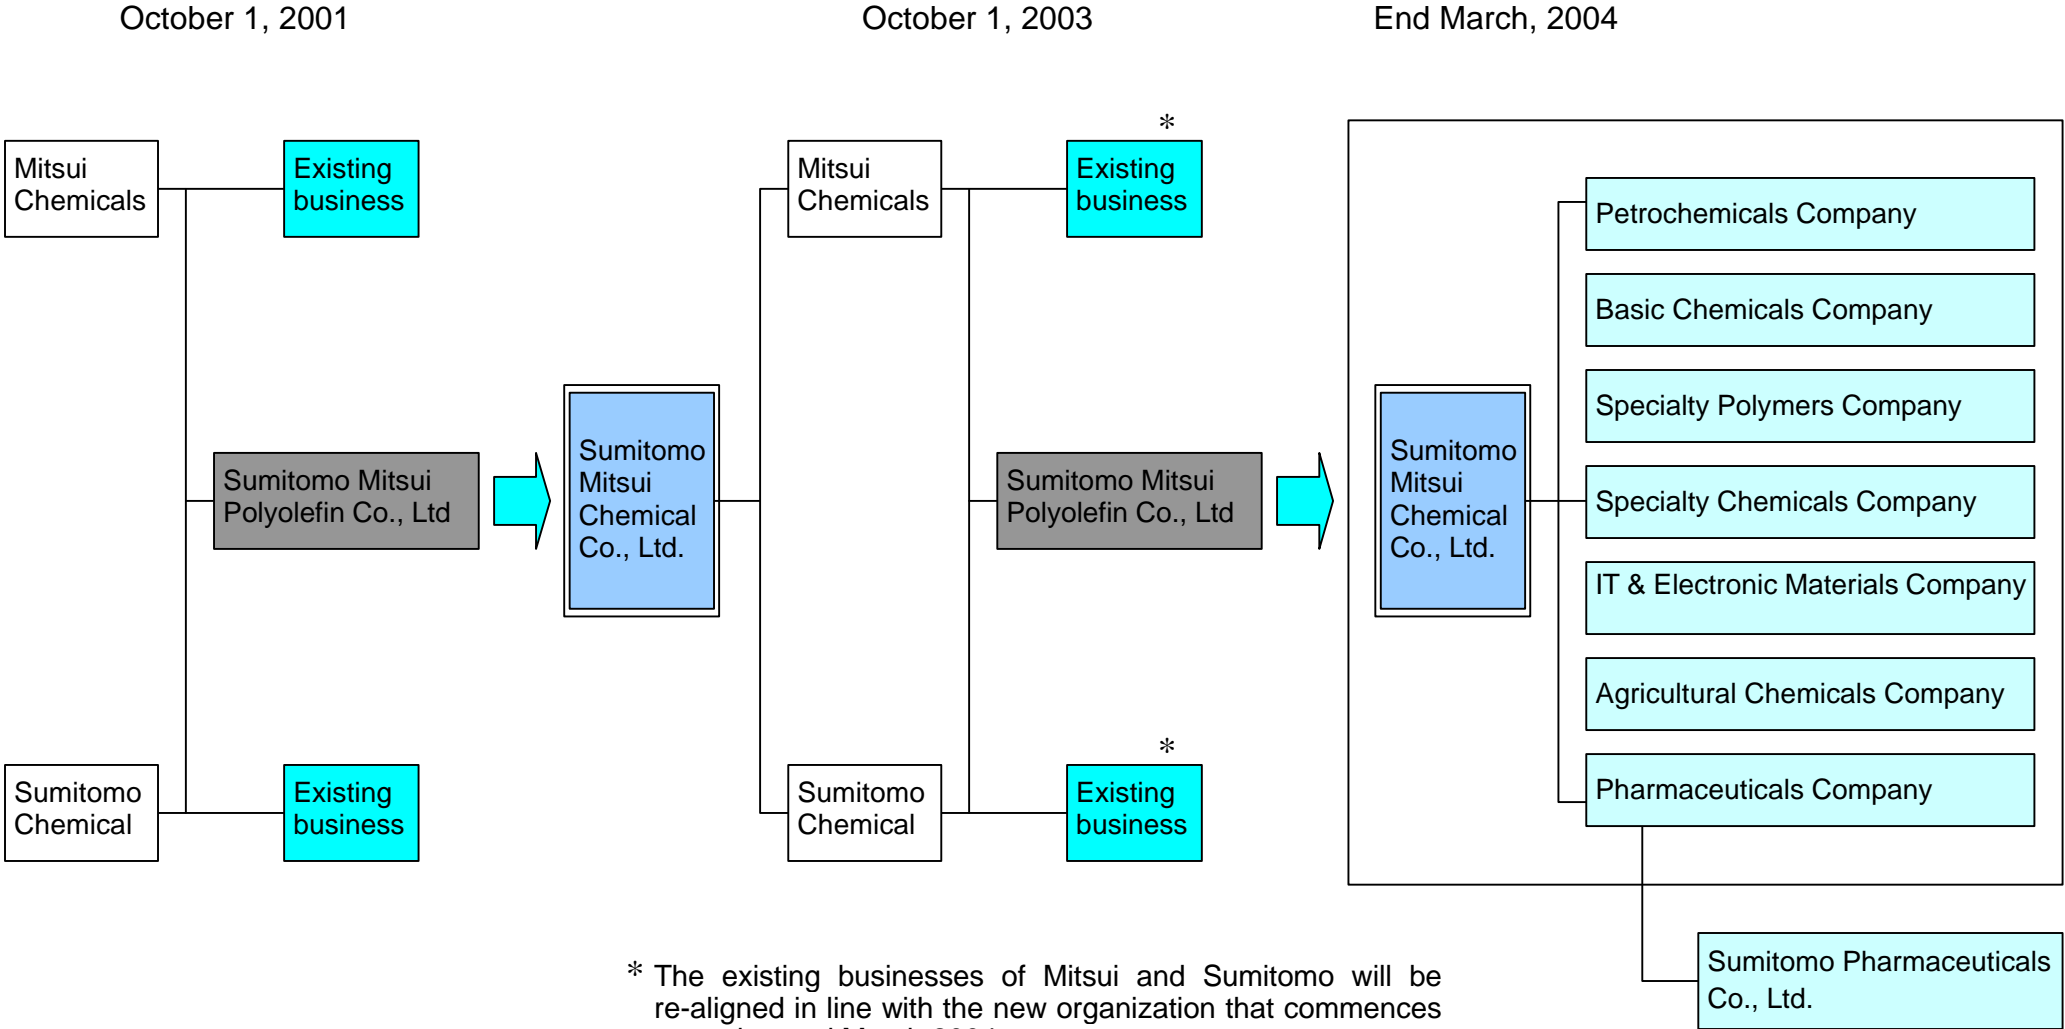 October 1, 2001
October 1, 2003
End March, 2004
Mitsui
Chemicals
Existing
business
Sumitomo Mitsui
Polyolefin Co., Ltd
Sumitomo
Chemical
Existing
business
Sumitomo
Mitsui
Chemical
Co., Ltd.
Mitsui
Chemicals
*
Existing
business
Sumitomo Mitsui
Polyolefin Co., Ltd
Sumitomo
Chemical
*
Existing
business
Sumitomo
Mitsui
Chemical
Co., Ltd.
Petrochemicals Company
Basic Chemicals Company
Specialty Polymers Company
Specialty Chemicals Company
IT & Electronic Materials Company
Agricultural Chemicals Company
Pharmaceuticals Company
Sumitomo Pharmaceuticals
Co., Ltd.
* The existing businesses of Mitsui and Sumitomo will be
re-aligned in line with the new organization that commences